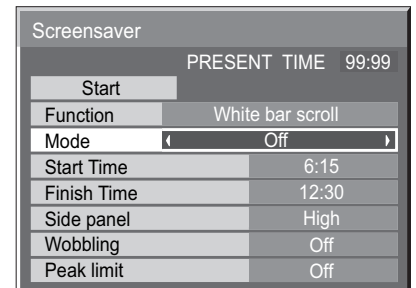 Screensaver
PRESENT TIME 99:99
Start
Function White bar scroll
Mode Off
Start Time 6:15
Finish Time 12:30
Side panel High
Wobbling Off
Peak limit Off